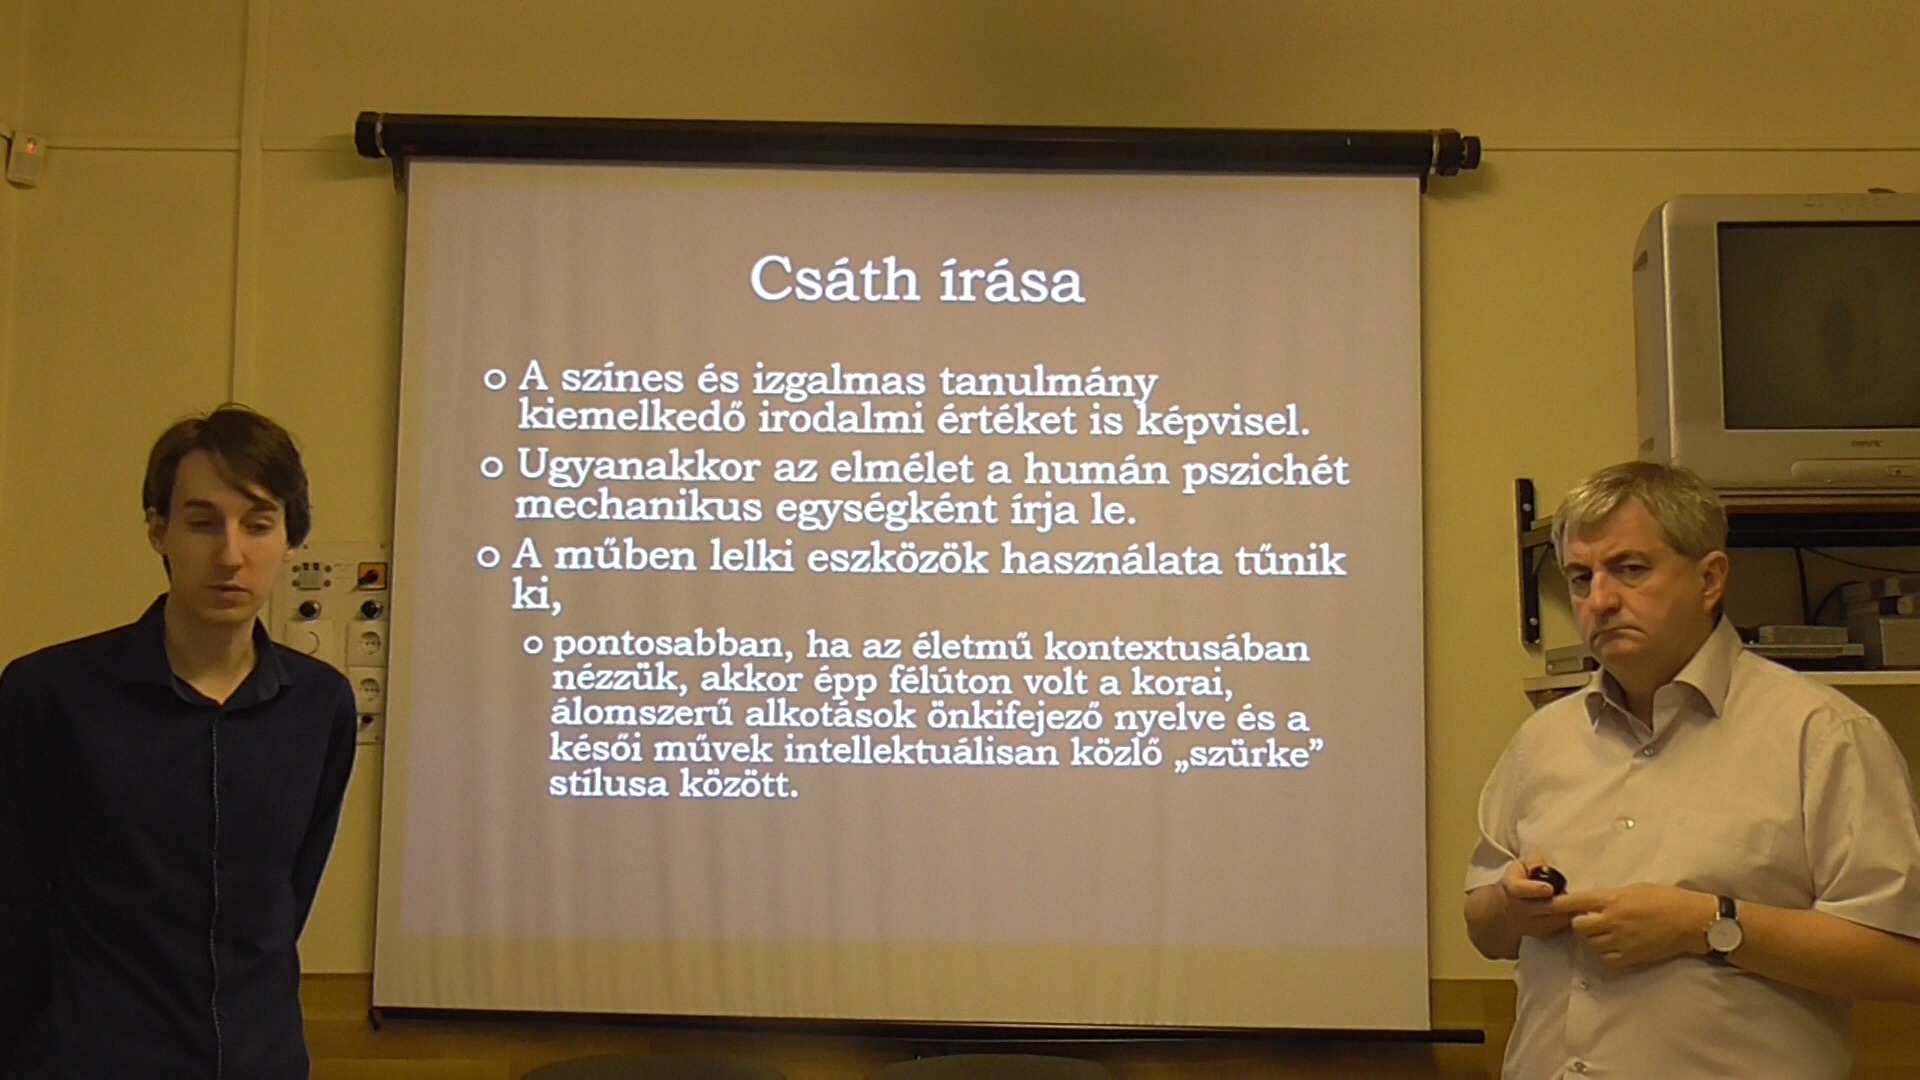 Csáth írása
A színes és izgalmas tanulmány
kiemelkedő irodalmi értéket is képvisel.
Ugyanakkor az elmélet a humán pszichét
mechanikus egységként írja le.
A műben lelki eszközök használata tűnik
ki,
pontosabban, ha az életmű kontextusában
nézzük, akkor épp félúton volt a korai,
álomszerű alkotások önkifejező nyelve és a
késői művek intellektuálisan közlő „szürke”
stílusa között.